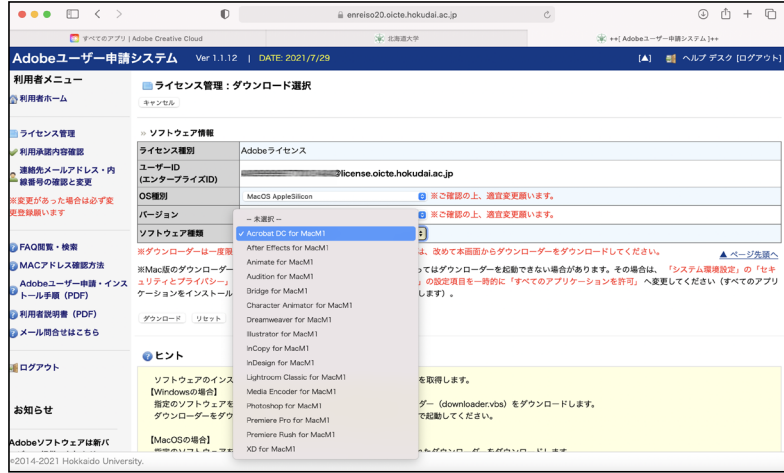 enreiso20.oicte.hokudai.ac.jp
すべてのアプリ | Adobe Creative Cloud
北海道大学
++[ Adobeユーザー申請システム ]++
Adobeユーザー申請システム Ver 1.1.12 | DATE: 2021/7/29 [▲] ヘルプ デスク [ログアウト]
利用者メニュー
利用者ホーム
ライセンス管理
利用承諾内容確認
連絡先メールアドレス・内
線番号の確認と変更
※変更があった場合は必ず変
更登録願います
FAQ閲覧・検索
MACアドレス確認方法
Adobeユーザー申請・インス
トール手順（PDF）
利用者説明書（PDF）
メール問合せはこちら
ログアウト
お知らせ
Adobeソフトウェアは新バ
ライセンス管理：ダウンロード選択
キャンセル
» ソフトウェア情報
ライセンス種別 Adobeライセンス
ユーザーID
(エンタープライズID)
license.oicte.hokudai.ac.jp
OS種別 MacOS AppleSilicon ※ご確認の上、適宜変更願います。
バージョン ※ご確認の上、適宜変更願います。
ソフトウェア種類
-- 未選択 --
✓ Acrobat DC for MacM1
After Effects for MacM1
Animate for MacM1
Audition for MacM1
Bridge for MacM1
Character Animator for MacM1
Dreamweaver for MacM1
Illustrator for MacM1
InCopy for MacM1
InDesign for MacM1
Lightroom Classic for MacM1
Media Encoder for MacM1
Photoshop for MacM1
Premiere Pro for MacM1
Premiere Rush for MacM1
XD for MacM1
※ダウンローダーは一度限 は、改めて本画面からダウンローダーをダウンロードしてください。 ▲ ページ先頭へ
※Mac版のダウンローダー ってはダウンローダーを起動できない場合があります。その場合は、「システム環境設定」の「セキ
ュリティとプライバシー」 」の設定項目を一時的に「すべてのアプリケーションを許可」 へ変更してください（すべてのアプリ
ケーションをインストール します）。
ダウンロード リセット
ヒント
ソフトウェアのインス を取得します。
【Windowsの場合】
指定のソフトウェアを ダー（downloader.vbs）をダウンロードします。
ダウンローダーをダウ で起動してください。
【MacOSの場合】
©2014-2021 Hokkaido University.